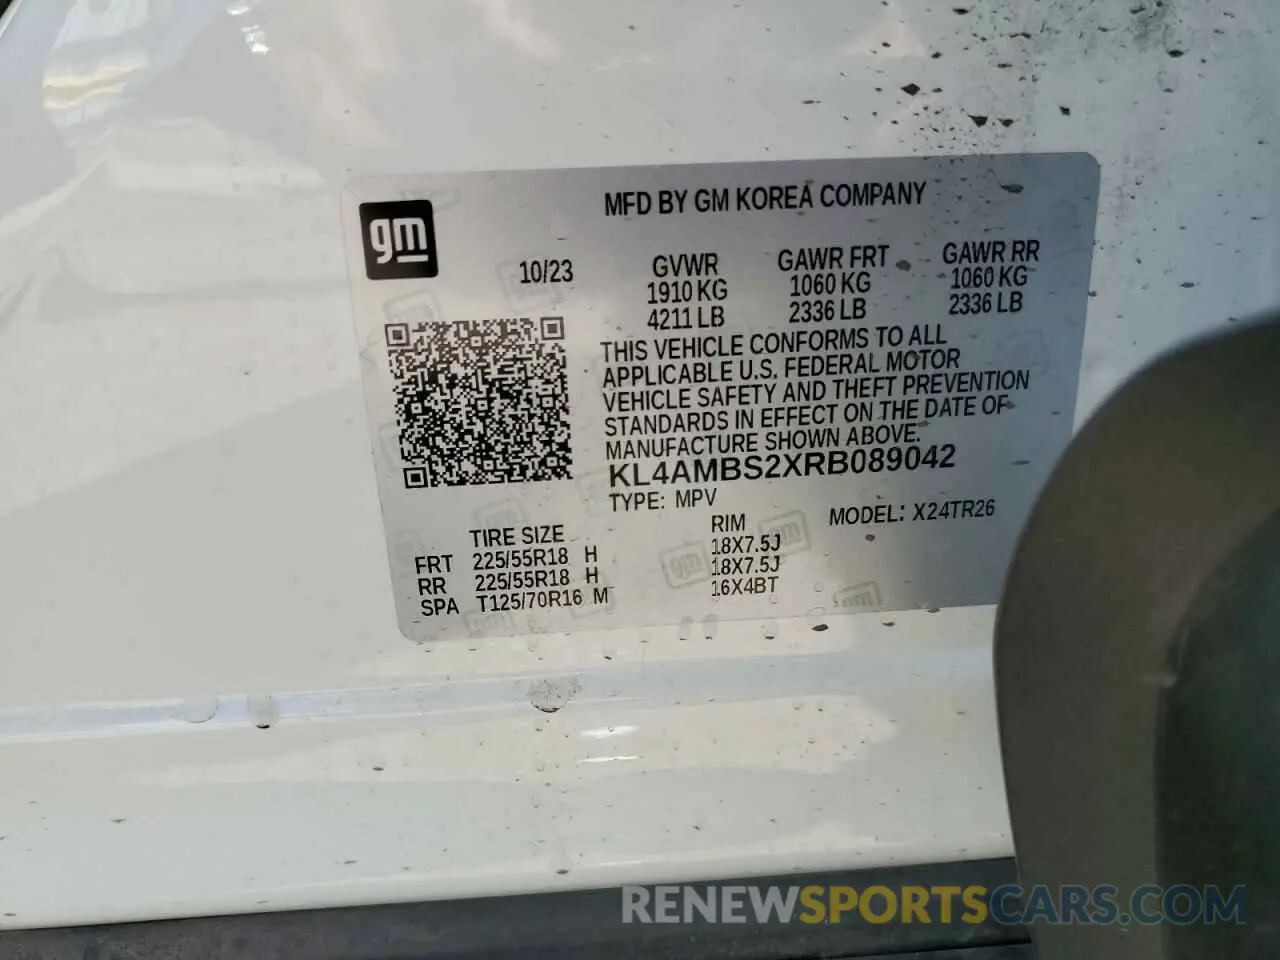 MFD BY GM KOREA COMPANY
gm
10/23
GVWR GAWR FRT GAWR RR
1910 KG 1060 KG 1060 KG
4211 LB 2336 LB 2336 LB
THIS VEHICLE CONFORMS TO ALL
APPLICABLE U.S. FEDERAL MOTOR
VEHICLE SAFETY AND THEFT PREVENTION
STANDARDS IN EFFECT ON THE DATE OF
MANUFACTURE SHOWN ABOVE.
KL4AMBS2XRB089042
TYPE: MPV MODEL: X24TR26
TIRE SIZE RIM
FRT 225/55R18 H 18X7.5J
RR 225/55R18 H 18X7.5J
SPA T125/70R16 M 16X4BT
RENEWSPORTSCARS.COM